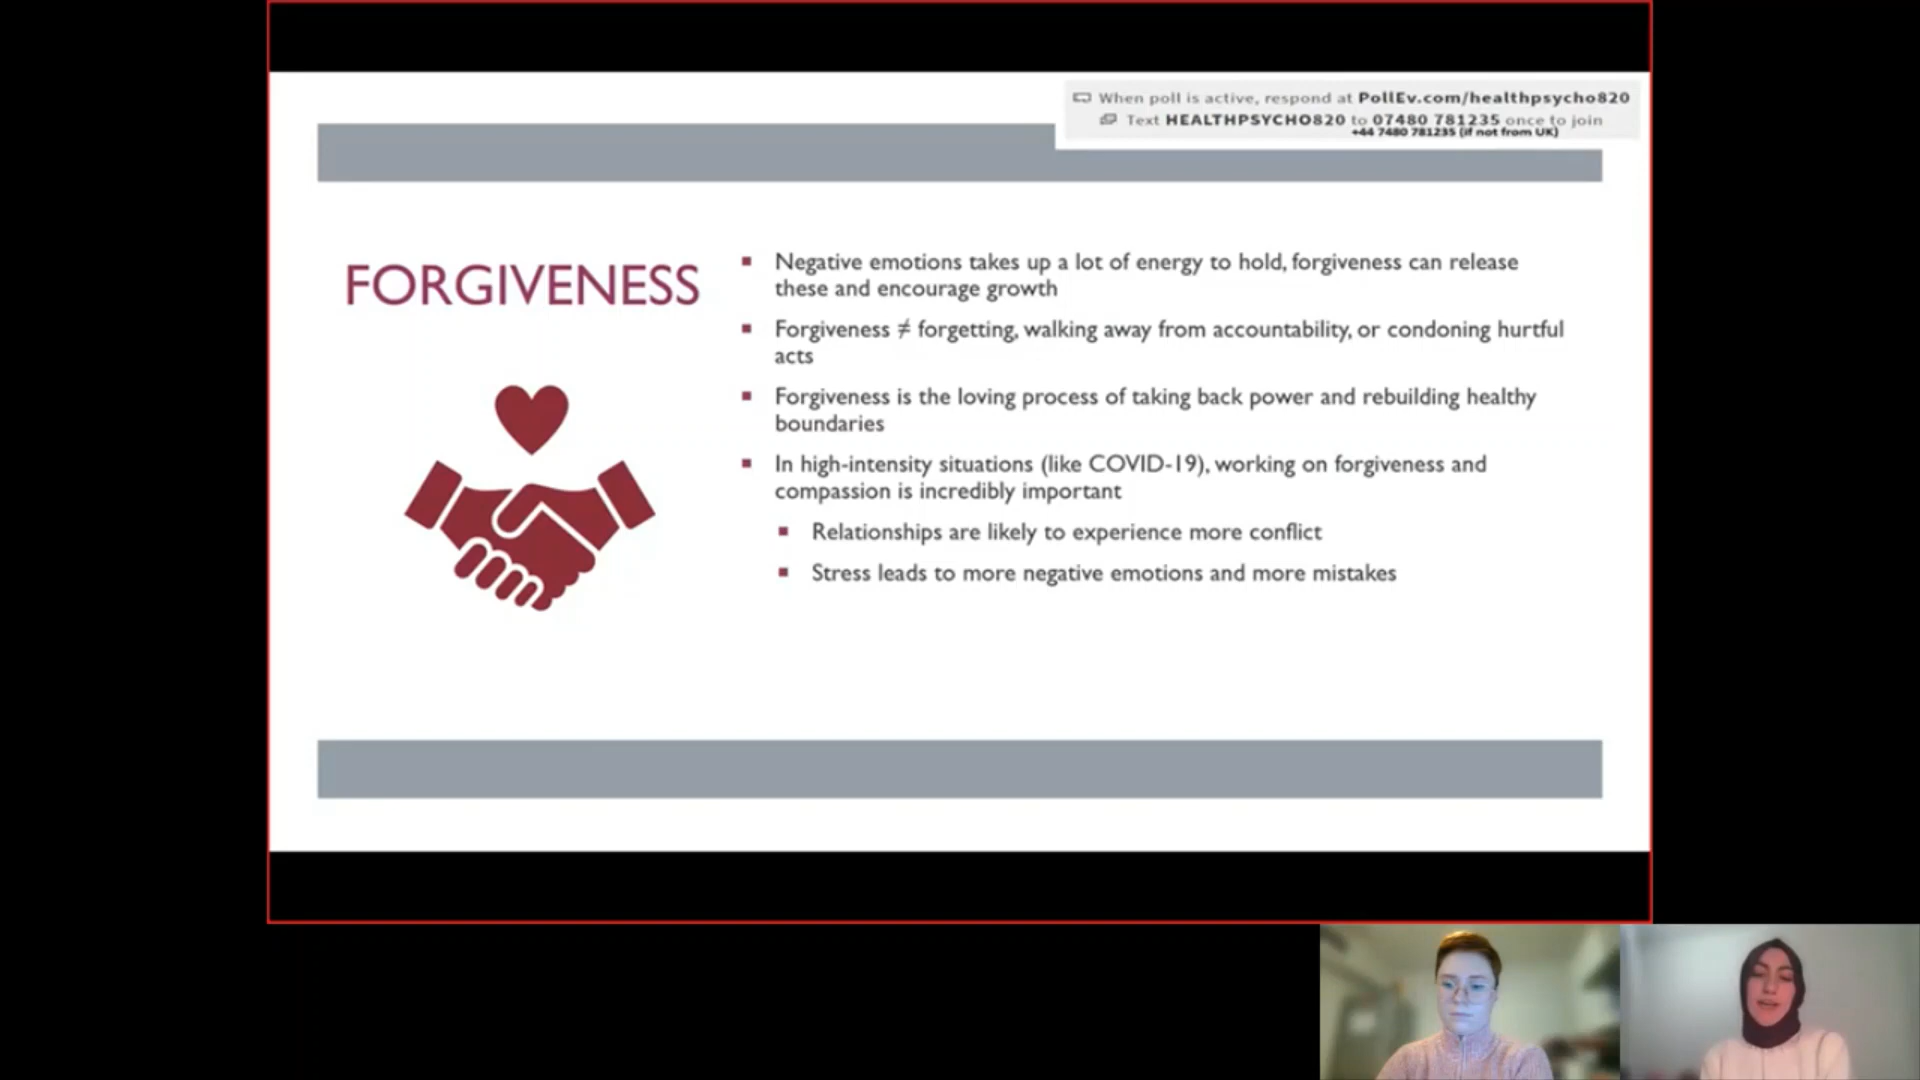 When poll is active, respond at PollEv.com/healthpsycho820
Text HEALTHPSYCHO820 to 07480 781235 once to join
+44 7480 781235 (if not from UK)
FORGIVENESS
Negative emotions takes up a lot of energy to hold, forgiveness can release
these and encourage growth
Forgiveness ≠ forgetting, walking away from accountability, or condoning hurtful
acts
Forgiveness is the loving process of taking back power and rebuilding healthy
boundaries
In high-intensity situations (like COVID-19), working on forgiveness and
compassion is incredibly important
Relationships are likely to experience more conflict
Stress leads to more negative emotions and more mistakes